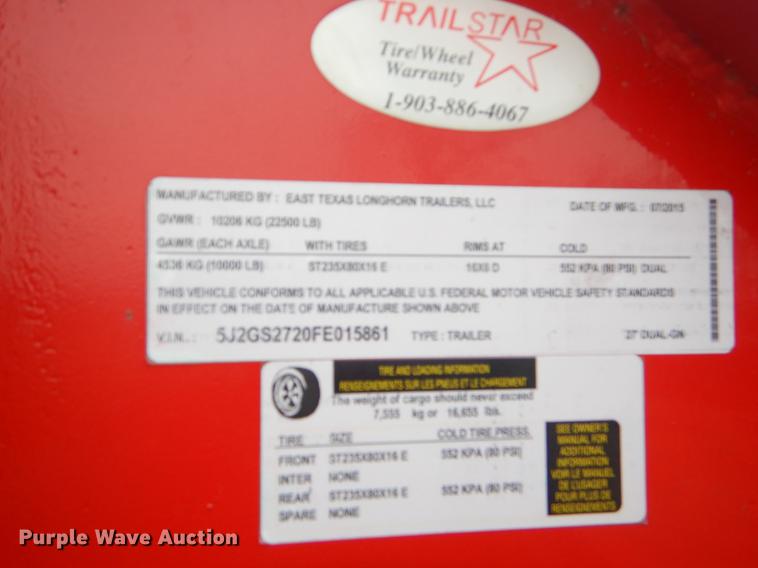 TRAILSTAR
Tire/Wheel
Warranty
1-903-886-4067
MANUFACTURED BY: EAST TEXAS LONGHORN TRAILERS, LLC DATE OF MFG.: 07/2015
GVWR: 10206 KG (22500 LB)
GAWR (EACH AXLE) WITH TIRES RIMS AT COLD
4536 KG (10000 LB) ST235X80X16 E 16X6 D 552 KPA (80 PSI) DUAL
THIS VEHICLE CONFORMS TO ALL APPLICABLE U.S. FEDERAL MOTOR VEHICLE SAFETY STANDARDS
IN EFFECT ON THE DATE OF MANUFACTURE SHOWN ABOVE
V.I.N.: 5J2GS2720FE015861 TYPE: TRAILER 27' DUAL-GN
TIRE AND LOADING INFORMATION
RENSEIGNEMENTS SUR LES PNEUS ET LE CHARGEMENT
The weight of cargo should never exceed
7,555 kg or 16,655 lbs.
TIRE SIZE COLD TIRE PRESS.
FRONT ST235X80X16 E 552 KPA (80 PSI)
INTER NONE
REAR ST235X80X16 E 552 KPA (80 PSI)
SPARE NONE
SEE OWNER'S
MANUAL FOR
ADDITIONAL
INFORMATION
VOIR LE MANUEL
DE L'USAGER
POUR PLUS DE
RENSEIGNEMENTS
Purple Wave Auction